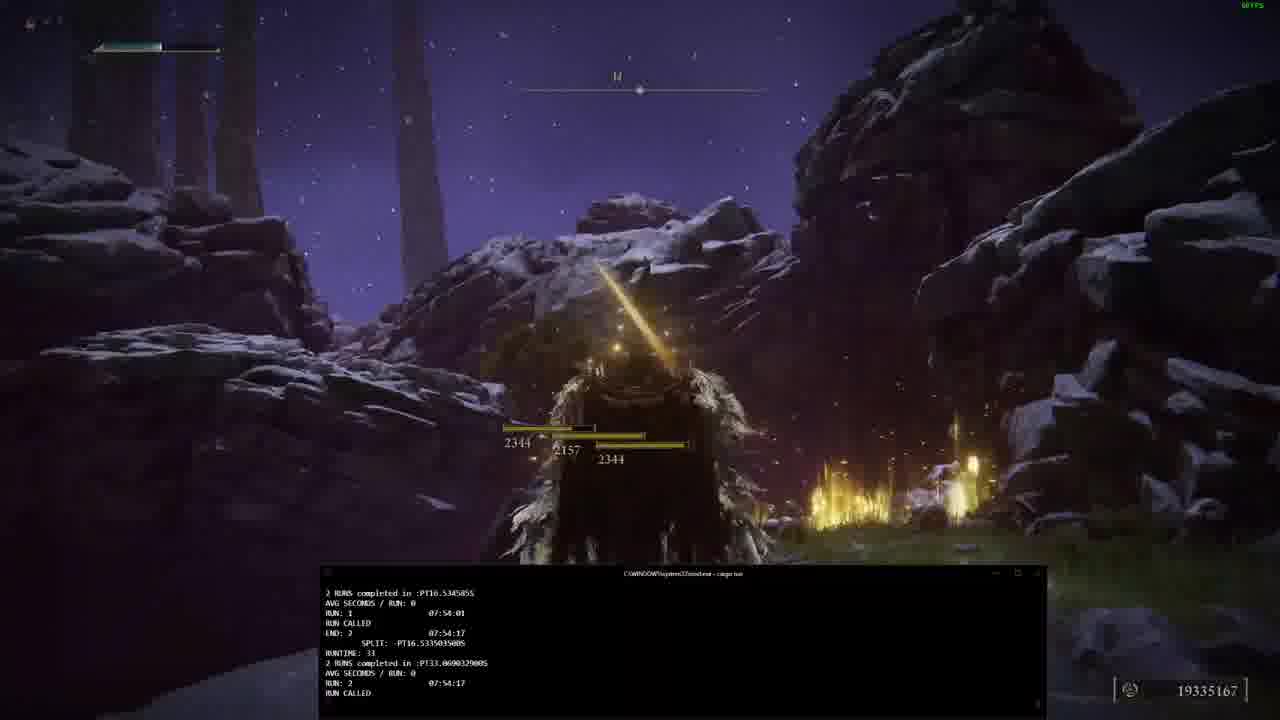 60FPS
N
2344
2157
2344
C:\WINDOWS\system32\cmd.exe - cargo run
2 RUNS completed in :PT16.534585S
AVG SECONDS / RUN: 0
RUN: 1 07:54:01
RUN CALLED
END: 2 07:54:17
SPLIT: -PT16.533503500S
RUNTIME: 33
2 RUNS completed in :PT33.069032900S
AVG SECONDS / RUN: 0
RUN: 2 07:54:17
RUN CALLED
19335167